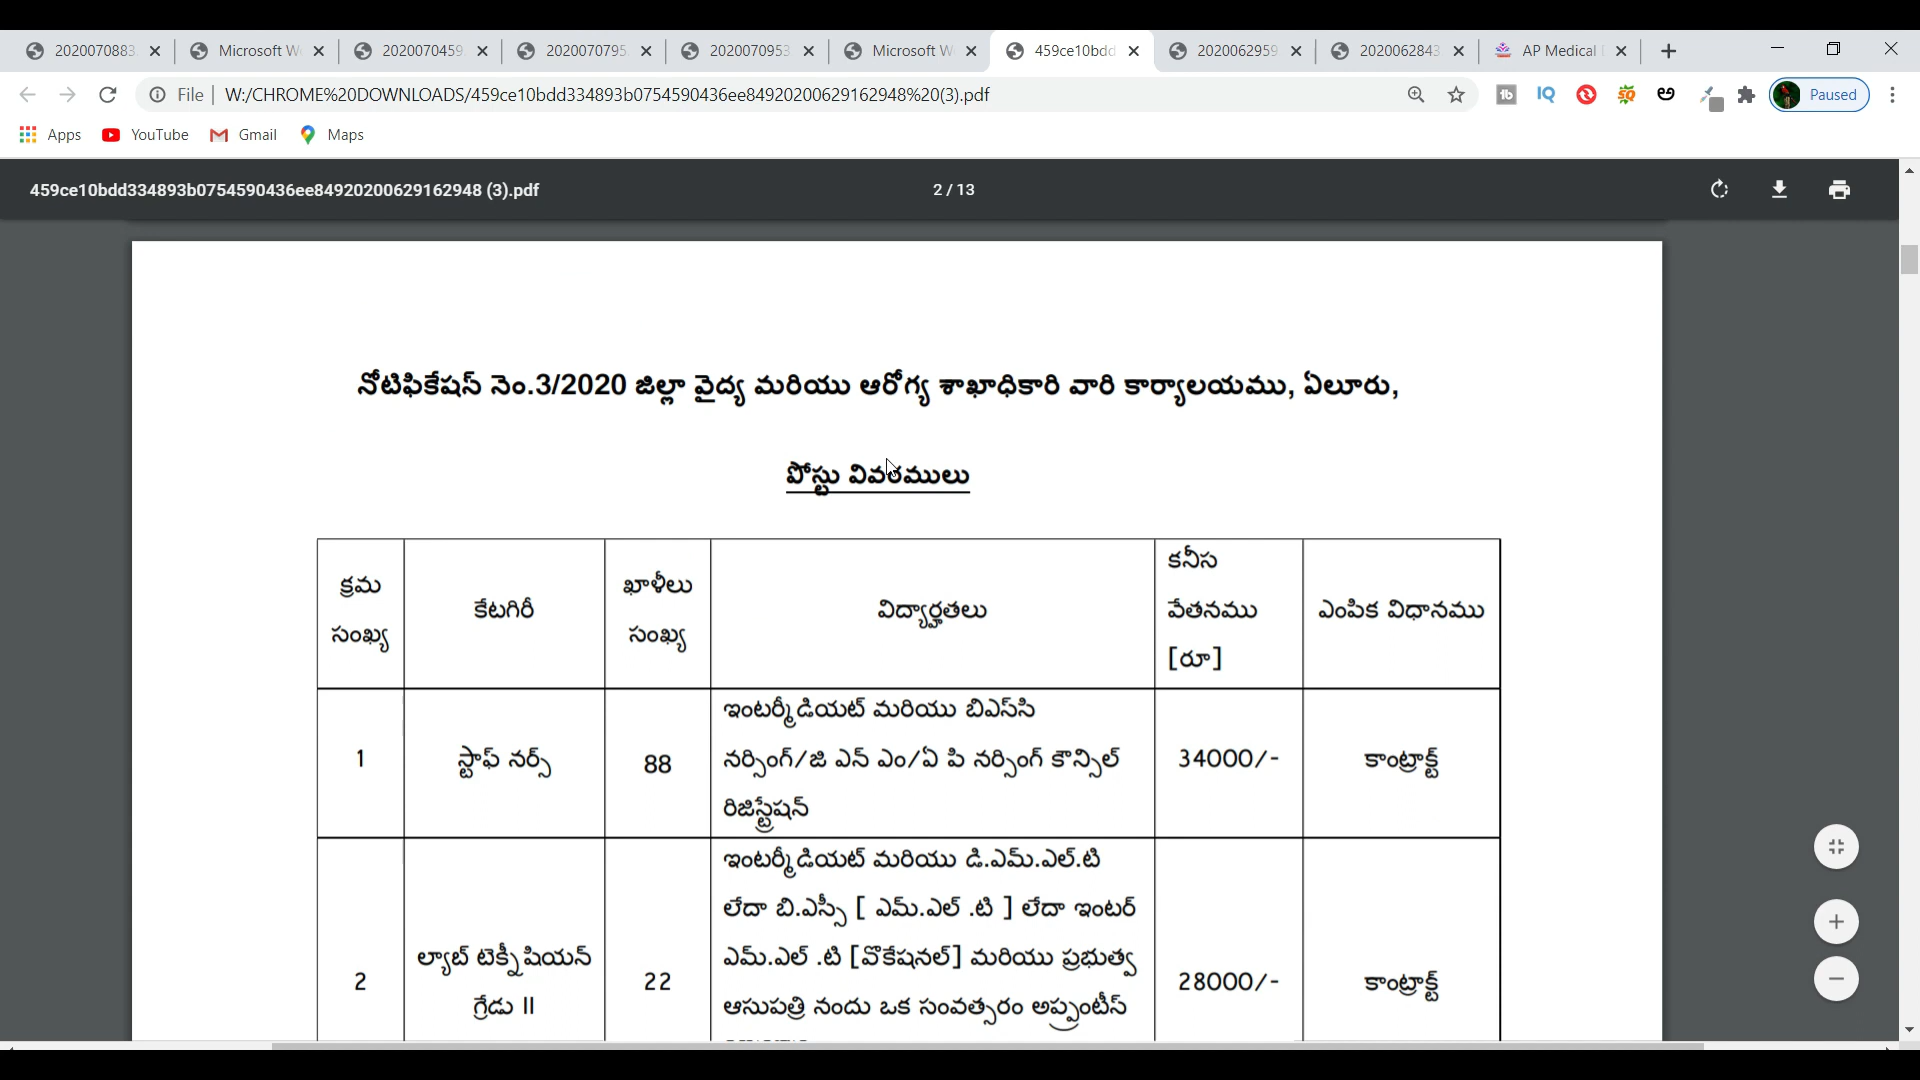 2020070883
Microsoft W
2020070459
2020070795
2020070953
Microsoft W
459ce10bdd
2020062959
2020062843
AP Medical
File
W:/CHROME%20DOWNLOADS/459ce10bdd334893b0754590436ee84920200629162948%20(3).pdf
Paused
Apps
YouTube
Gmail
Maps
459ce10bdd334893b0754590436ee84920200629162948 (3).pdf
2 / 13
నోటిఫికేషన్ నెం.3/2020 జిల్లా వైద్య మరియు ఆరోగ్య శాఖాధికారి వారి కార్యాలయము, ఏలూరు,
పోస్టు వివరములు
క్రమ
సంఖ్య
కేటగిరీ
ఖాళీలు
సంఖ్య
విద్యార్హతలు
కనీస
వేతనము
[రూ]
ఎంపిక విధానము
1
స్టాఫ్ నర్స్
88
ఇంటర్మీడియట్ మరియు బిఎస్‌సి
నర్సింగ్/జి ఎన్ ఎం/ఏ పి నర్సింగ్ కౌన్సిల్
రిజిస్ట్రేషన్
34000/-
కాంట్రాక్ట్
2
ల్యాబ్ టెక్నీషియన్
గ్రేడు II
22
ఇంటర్మీడియట్ మరియు డి.ఎమ్.ఎల్.టి
లేదా బి.ఎస్సీ [ ఎమ్.ఎల్ .టి ] లేదా ఇంటర్
ఎమ్.ఎల్ .టి [వొకేషనల్] మరియు ప్రభుత్వ
ఆసుపత్రి నందు ఒక సంవత్సరం అప్ప్రంటీస్
28000/-
కాంట్రాక్ట్